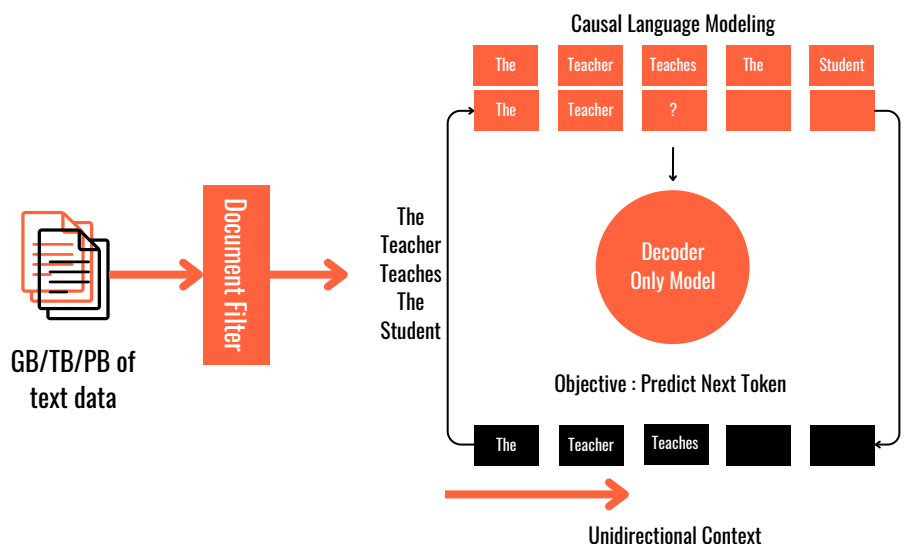 Causal Language Modeling
The Teacher Teaches The Student
The Teacher ?
Document Filter
The
Teacher
Teaches
The
Student
Decoder
Only Model
GB/TB/PB of
text data
Objective : Predict Next Token
The Teacher Teaches
Unidirectional Context